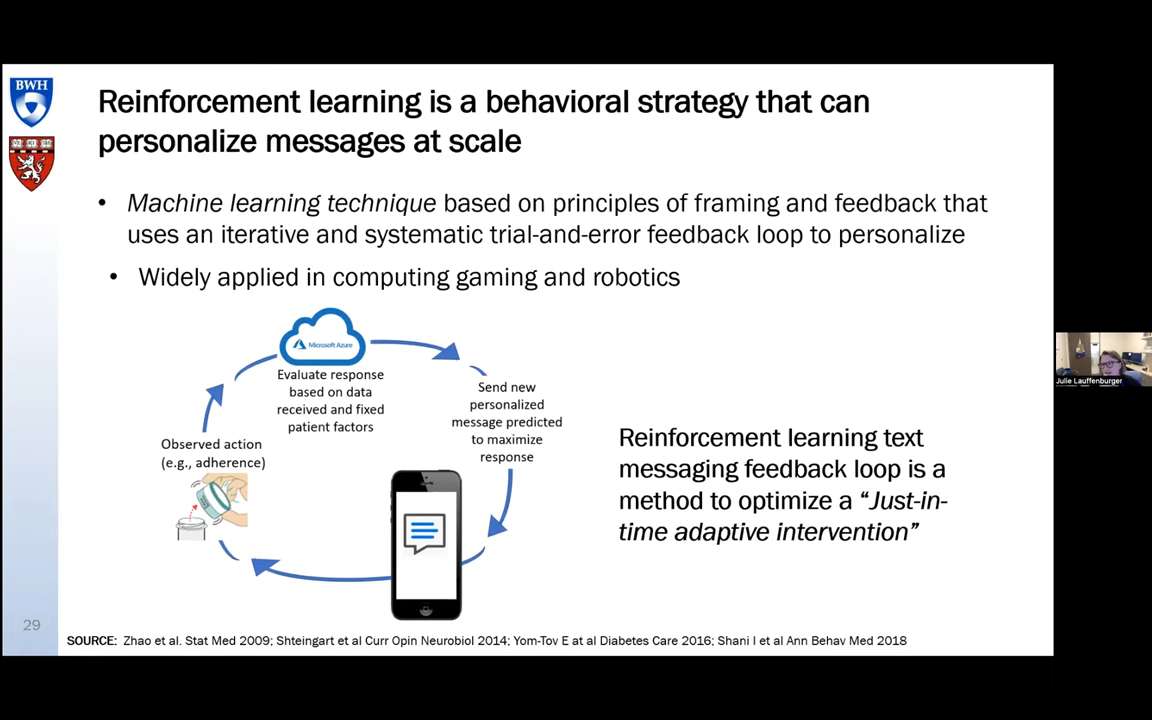 BWH
Reinforcement learning is a behavioral strategy that can
personalize messages at scale
• Machine learning technique based on principles of framing and feedback that
uses an iterative and systematic trial-and-error feedback loop to personalize
• Widely applied in computing gaming and robotics
Microsoft Azure
Evaluate response
based on data
received and fixed
patient factors
Send new
personalized
message predicted
to maximize
response
Observed action
(e.g., adherence)
Reinforcement learning text
messaging feedback loop is a
method to optimize a “Just-in-
time adaptive intervention”
Julie Lauffenburger
29
SOURCE: Zhao et al. Stat Med 2009; Shteingart et al Curr Opin Neurobiol 2014; Yom-Tov E at al Diabetes Care 2016; Shani I et al Ann Behav Med 2018